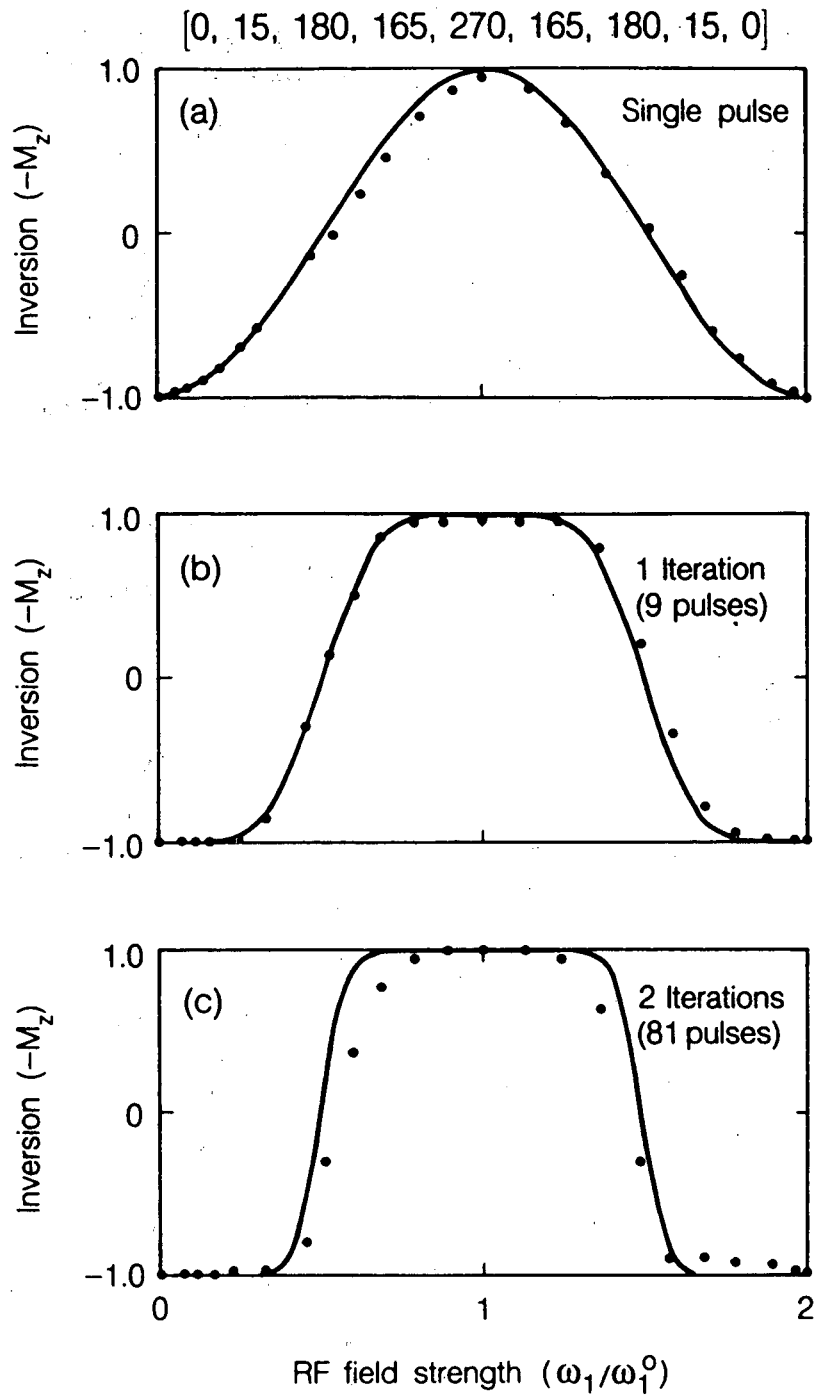 [0, 15, 180, 165, 270, 165, 180, 15, 0]
1.0
(a)
Single pulse
Inversion (−M_z)
0
−1.0
1.0
(b)
1 Iteration
(9 pulses)
Inversion (−M_z)
0
−1.0
1.0
(c)
2 Iterations
(81 pulses)
Inversion (−M_z)
0
−1.0
0
1
2
RF field strength (ω₁/ω₁⁰)